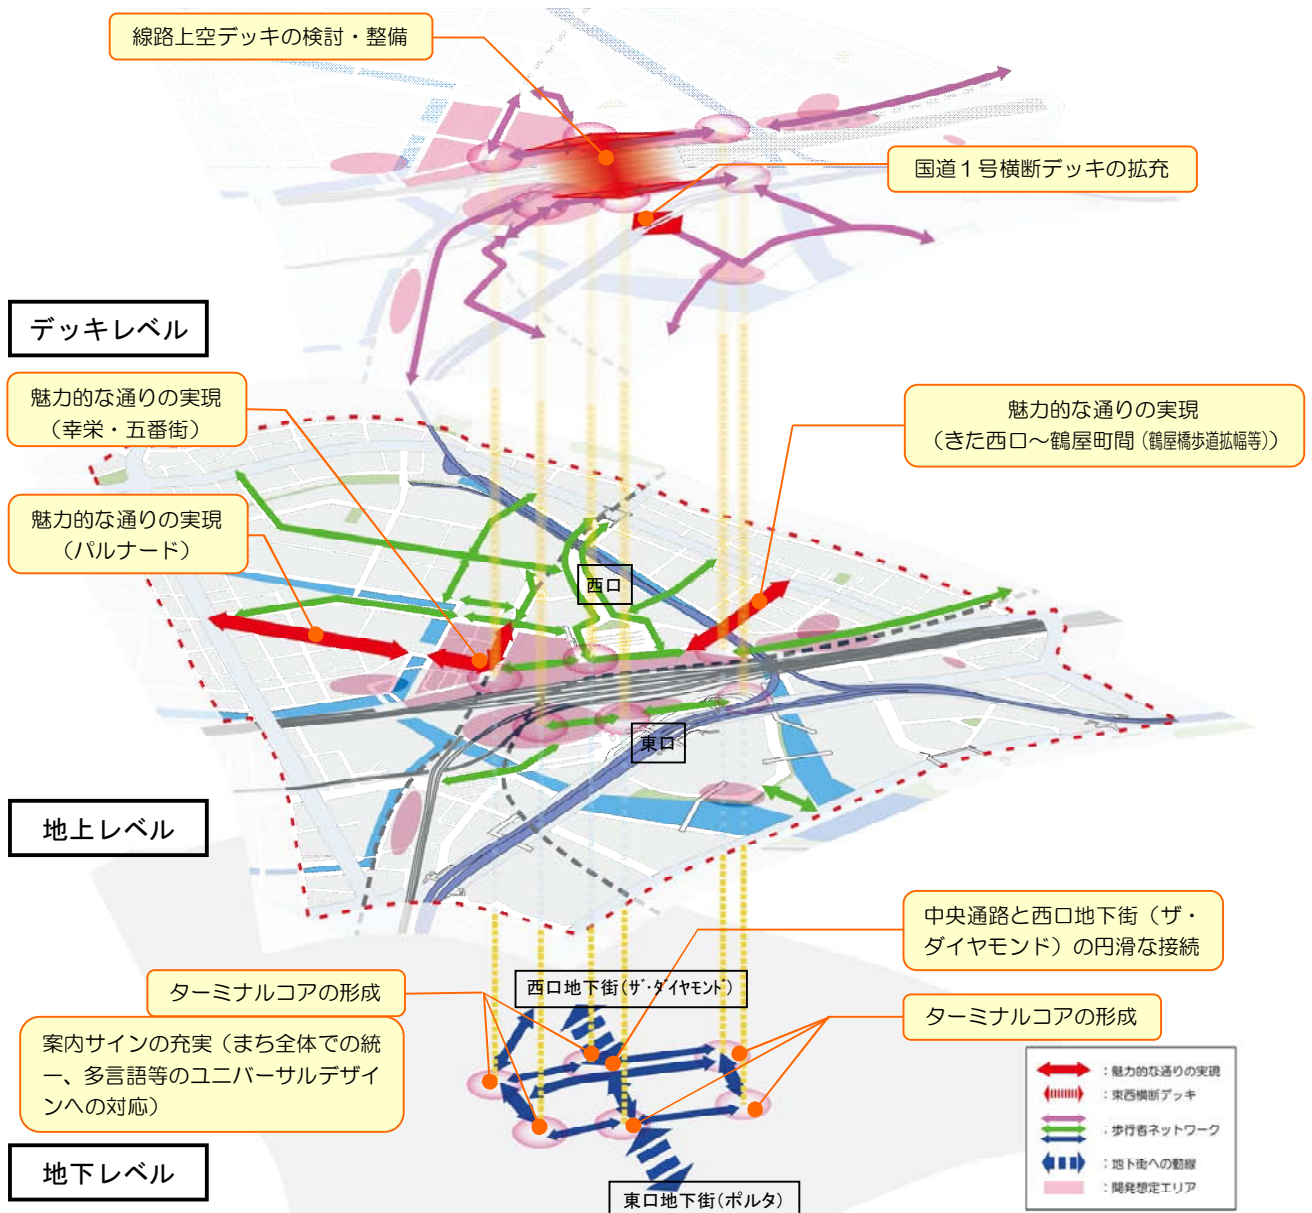 線路上空デッキの検討・整備
国道1号横断デッキの拡充
デッキレベル
魅力的な通りの実現
（幸栄・五番街）
魅力的な通りの実現
（きた西口～鶴屋町間（鶴屋橋歩道拡幅等））
魅力的な通りの実現
（パルナード）
西口
東口
地上レベル
中央通路と西口地下街（ザ・
ダイヤモンド）の円滑な接続
西口地下街(ザ・ダイヤモンド)
ターミナルコアの形成
ターミナルコアの形成
案内サインの充実（まち全体での統
一、多言語等のユニバーサルデザイ
ンへの対応）
地下レベル
東口地下街(ポルタ)
：魅力的な通りの実現
：東西横断デッキ
：歩行者ネットワーク
：地下街への動線
：開発想定エリア